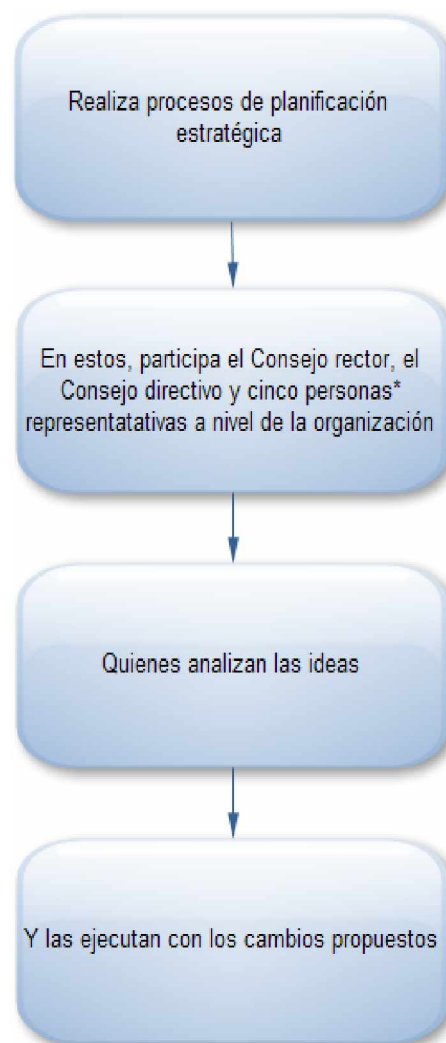 Realiza procesos de planificación
estratégica
En estos, participa el Consejo rector, el
Consejo directivo y cinco personas*
representatativas a nivel de la organización
Quienes analizan las ideas
Y las ejecutan con los cambios propuestos